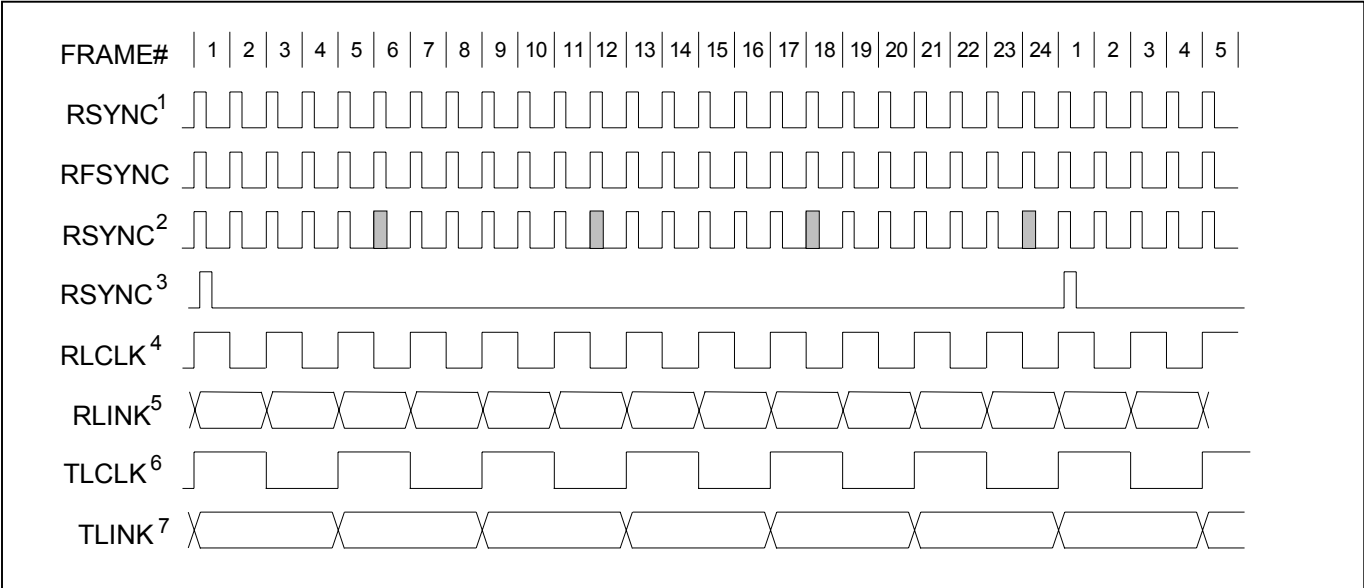 FRAME# 1 2 3 4 5 6 7 8 9 10 11 12 13 14 15 16 17 18 19 20 21 22 23 24 1 2 3 4 5
RSYNC1
RFSYNC
RSYNC2
RSYNC3
RLCLK4
RLINK5
TLCLK6
TLINK7